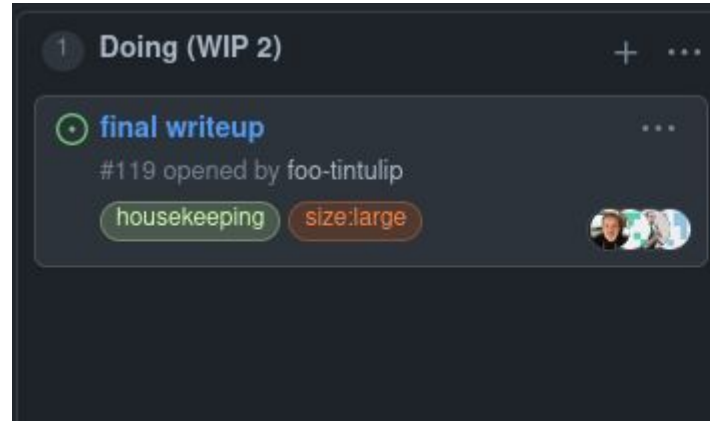 1 Doing (WIP 2)
final writeup
#119 opened by foo-tintulip
housekeeping size:large